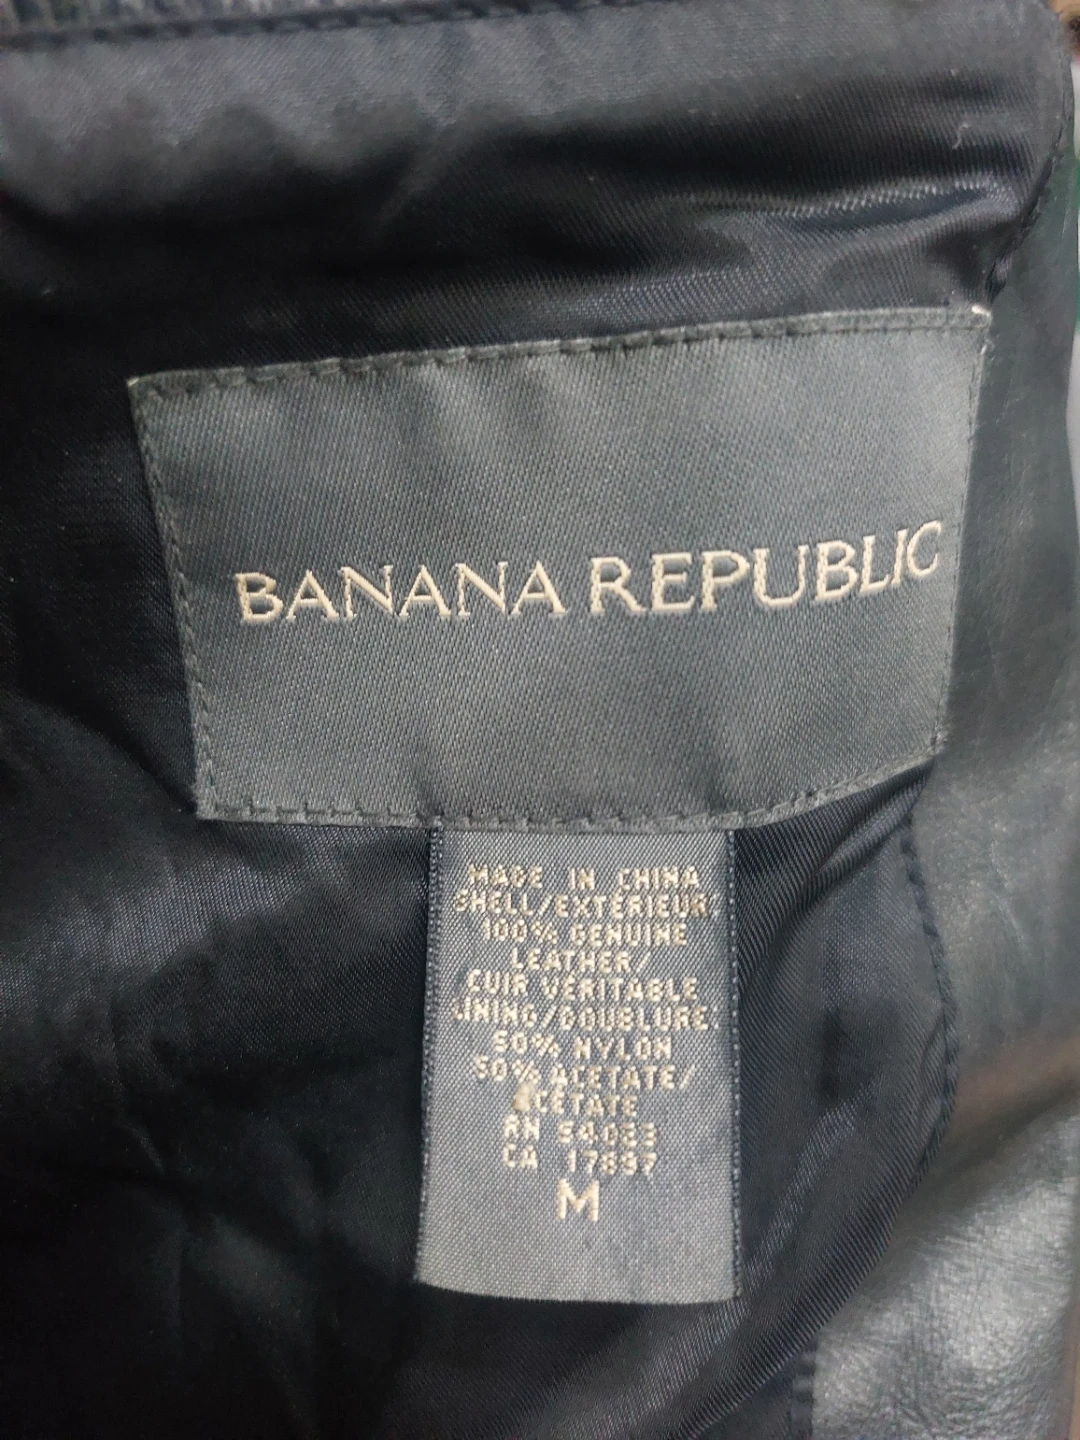 BANANA REPUBLIC
MADE IN CHINA
SHELL/EXTERIEUR
100% GENUINE
LEATHER/
CUIR VERITABLE
LINING/DOUBLURE
50% NYLON
50% ACETATE/
ACETATE
RN 54023
CA 17897
M